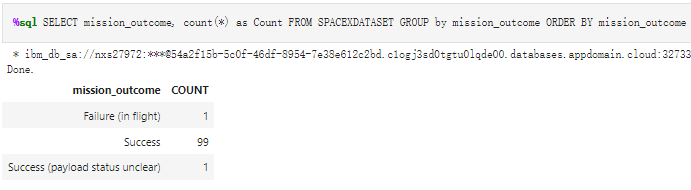 %sql SELECT mission_outcome, count(*) as Count FROM SPACEXDATASET GROUP by mission_outcome ORDER BY mission_outcome
* ibm_db_sa://nxs27972:***@54a2f15b-5c0f-46df-8954-7e38e612c2bd.c1ogj3sd0tgtu0lqde00.databases.appdomain.cloud:32733
Done.
mission_outcome COUNT
Failure (in flight) 1
Success 99
Success (payload status unclear) 1